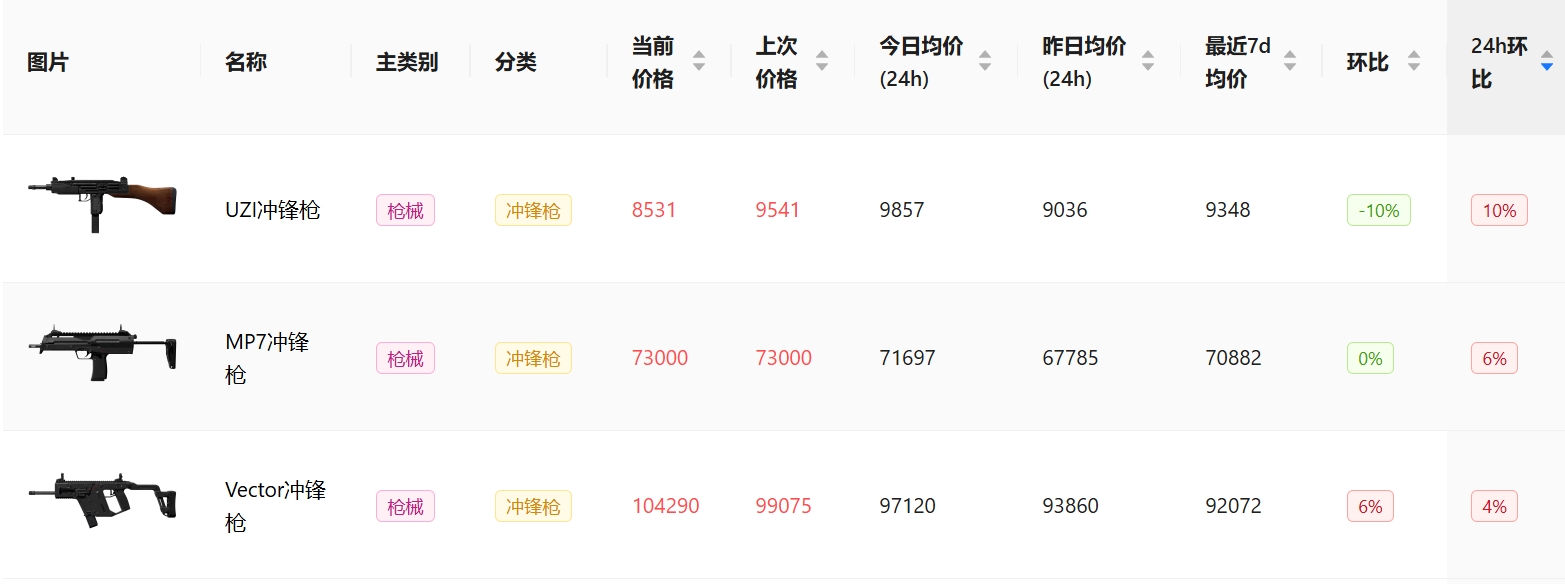 图片 名称 主类别 分类 当前价格 上次价格 今日均价(24h) 昨日均价(24h) 最近7d均价 环比 24h环比
UZI冲锋枪 枪械 冲锋枪 8531 9541 9857 9036 9348 -10% 10%
MP7冲锋枪 枪械 冲锋枪 73000 73000 71697 67785 70882 0% 6%
Vector冲锋枪 枪械 冲锋枪 104290 99075 97120 93860 92072 6% 4%